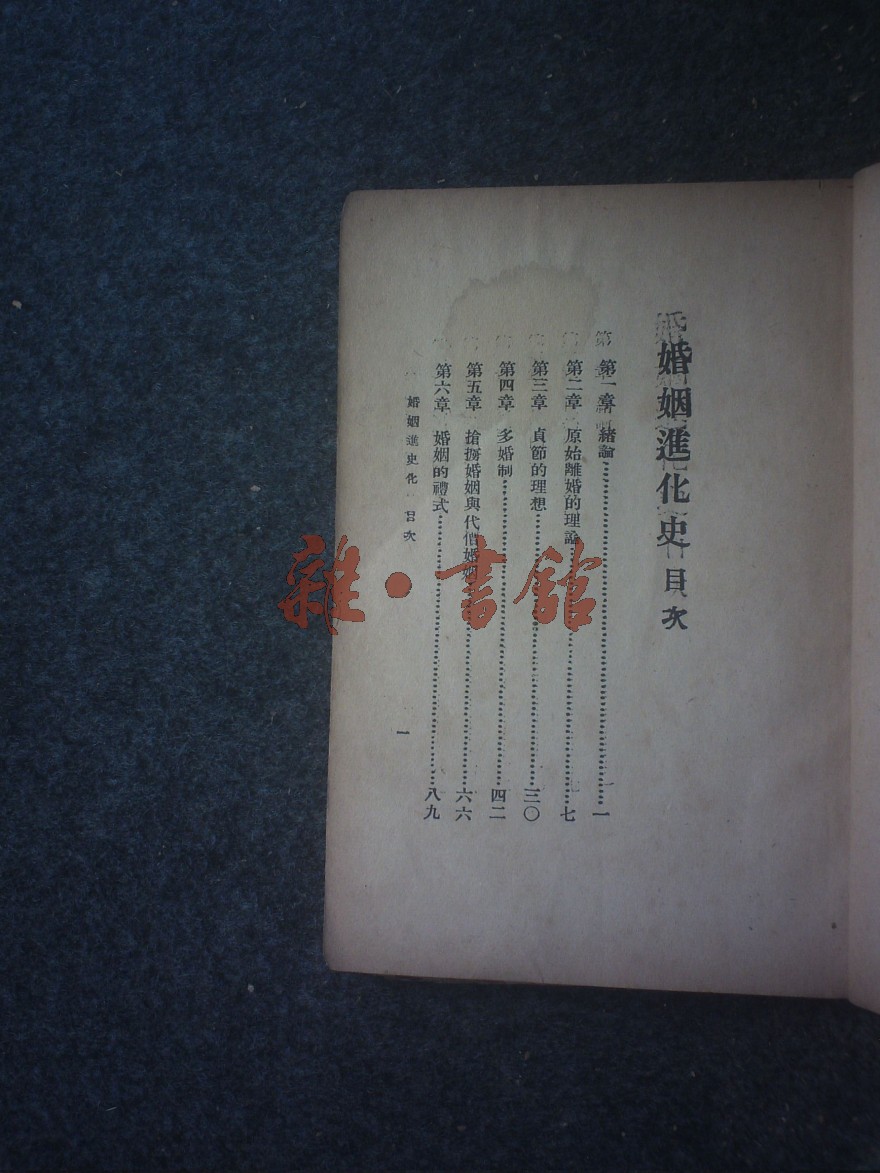 婚姻進化史 目次
第一章 緒論 一
第二章 原始離婚的理論 七
第三章 貞節的理想 三〇
第四章 多婚制 四二
第五章 搶擄婚姻與代價婚姻 六六
第六章 婚姻的禮式 八九
婚姻進史化 目次
一
雜·書館